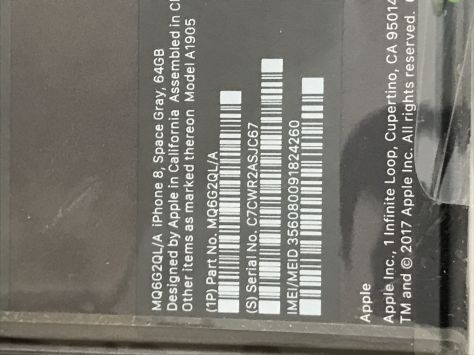 MQ6G2QL/A iPhone 8, Space Gray, 64GB
Designed by Apple in California Assembled in
Other items as marked thereon Model A1905
(1P) Part No. MQ6G2QL/A
(S) Serial No. C7CWR2ASJC67
IMEI/MEID 356080091824260
Apple
Apple Inc., 1 Infinite Loop, Cupertino, CA 95014
TM and © 2017 Apple Inc. All rights reserved.